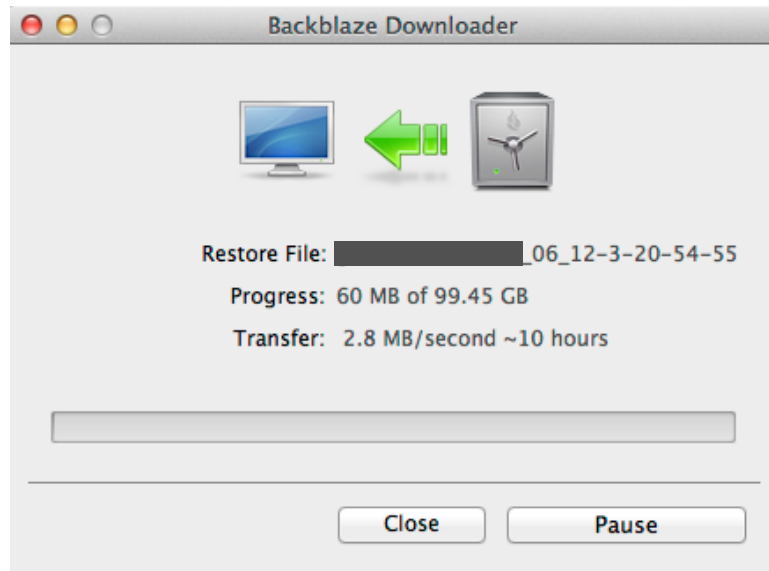 Backblaze Downloader
Restore File: _06_12-3-20-54-55
Progress: 60 MB of 99.45 GB
Transfer: 2.8 MB/second ~10 hours
Close Pause